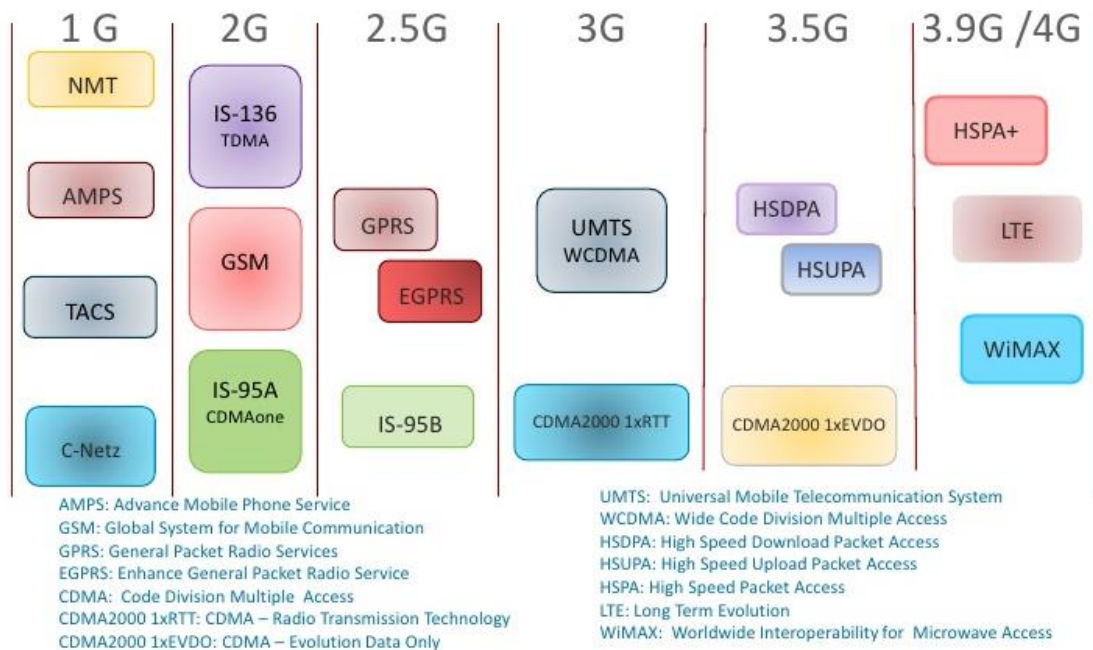 1 G
2G
2.5G
3G
3.5G
3.9G /4G
NMT
AMPS
TACS
C-Netz
IS-136
TDMA
GSM
IS-95A
CDMAone
GPRS
EGPRS
IS-95B
UMTS
WCDMA
CDMA2000 1xRTT
HSDPA
HSUPA
CDMA2000 1xEVDO
HSPA+
LTE
WiMAX
AMPS: Advance Mobile Phone Service
GSM: Global System for Mobile Communication
GPRS: General Packet Radio Services
EGPRS: Enhance General Packet Radio Service
CDMA: Code Division Multiple Access
CDMA2000 1xRTT: CDMA – Radio Transmission Technology
CDMA2000 1xEVDO: CDMA – Evolution Data Only
UMTS: Universal Mobile Telecommunication System
WCDMA: Wide Code Division Multiple Access
HSDPA: High Speed Download Packet Access
HSUPA: High Speed Upload Packet Access
HSPA: High Speed Packet Access
LTE: Long Term Evolution
WiMAX: Worldwide Interoperability for Microwave Access